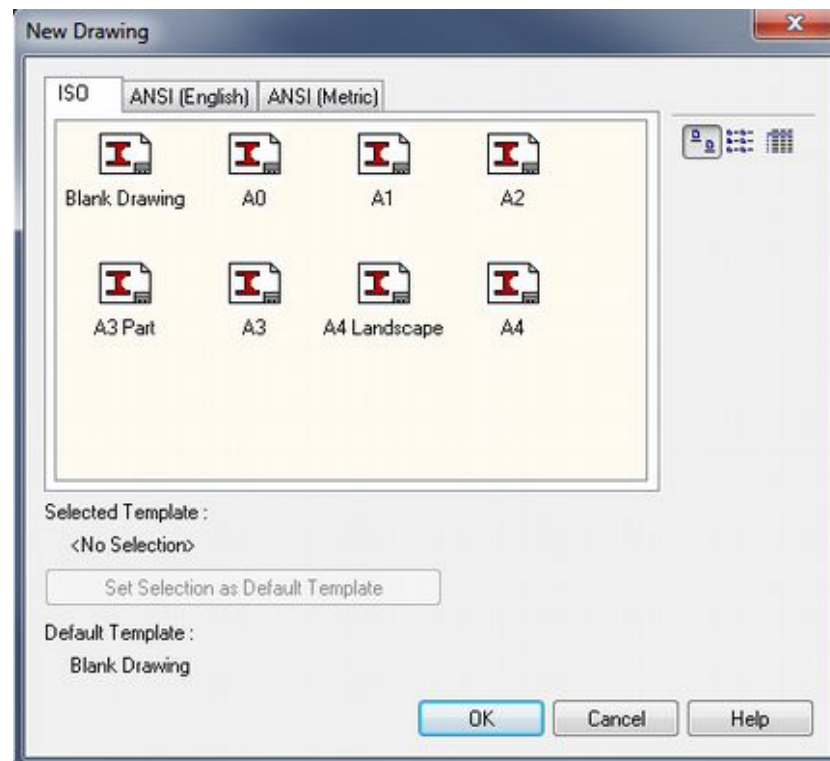 New Drawing
ISO ANSI (English) ANSI (Metric)
Blank Drawing A0 A1 A2
A3 Part A3 A4 Landscape A4
Selected Template :
<No Selection>
Set Selection as Default Template
Default Template :
Blank Drawing
OK Cancel Help